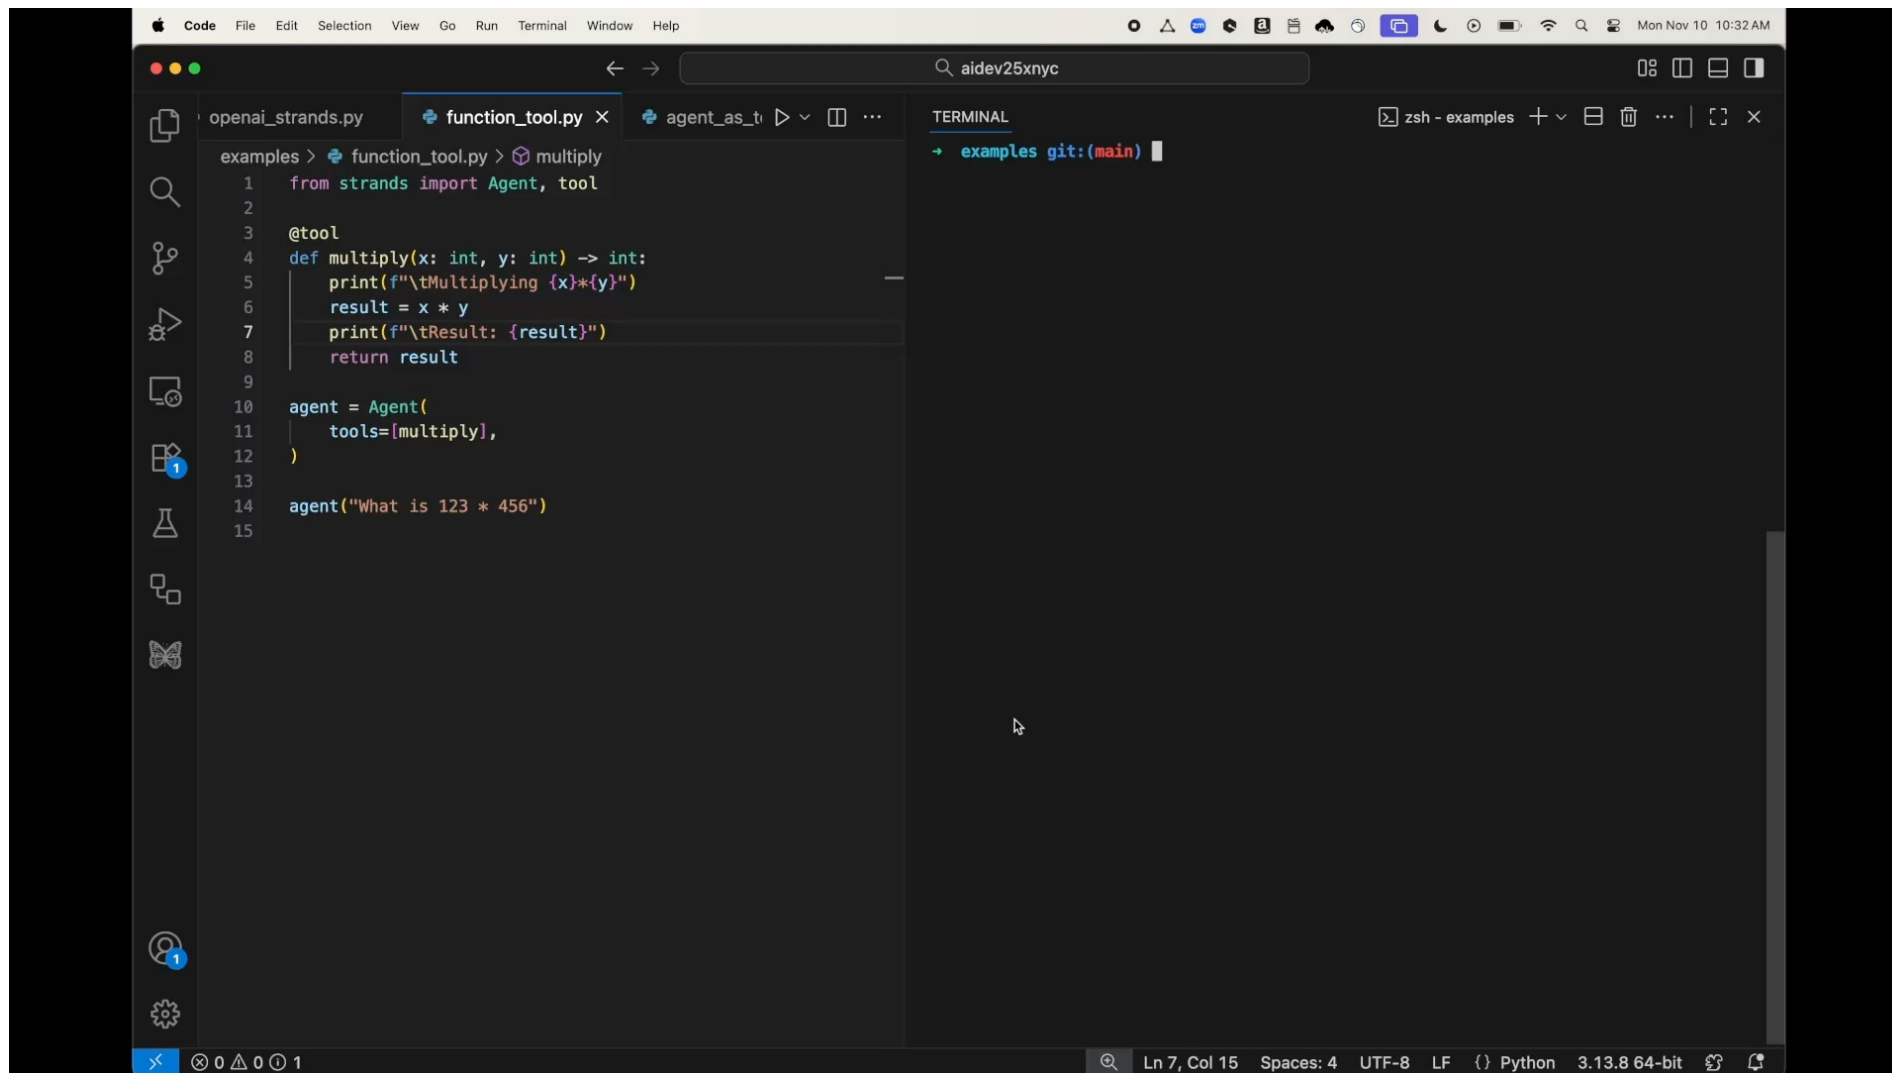 Code File Edit Selection View Go Run Terminal Window Help
zm
a
Mon Nov 10 10:32 AM
aidev25xnyc
openai_strands.py
function_tool.py
agent_as_t
examples > function_tool.py > multiply
1 from strands import Agent, tool
2
3 @tool
4 def multiply(x: int, y: int) -> int:
5 print(f"\tMultiplying {x}*{y}")
6 result = x * y
7 print(f"\tResult: {result}")
8 return result
9
10 agent = Agent(
11 tools=[multiply],
12 )
13
14 agent("What is 123 * 456")
15
TERMINAL
zsh - examples
→ examples git:(main)
1
1
0 0 1
Ln 7, Col 15 Spaces: 4 UTF-8 LF {} Python 3.13.8 64-bit